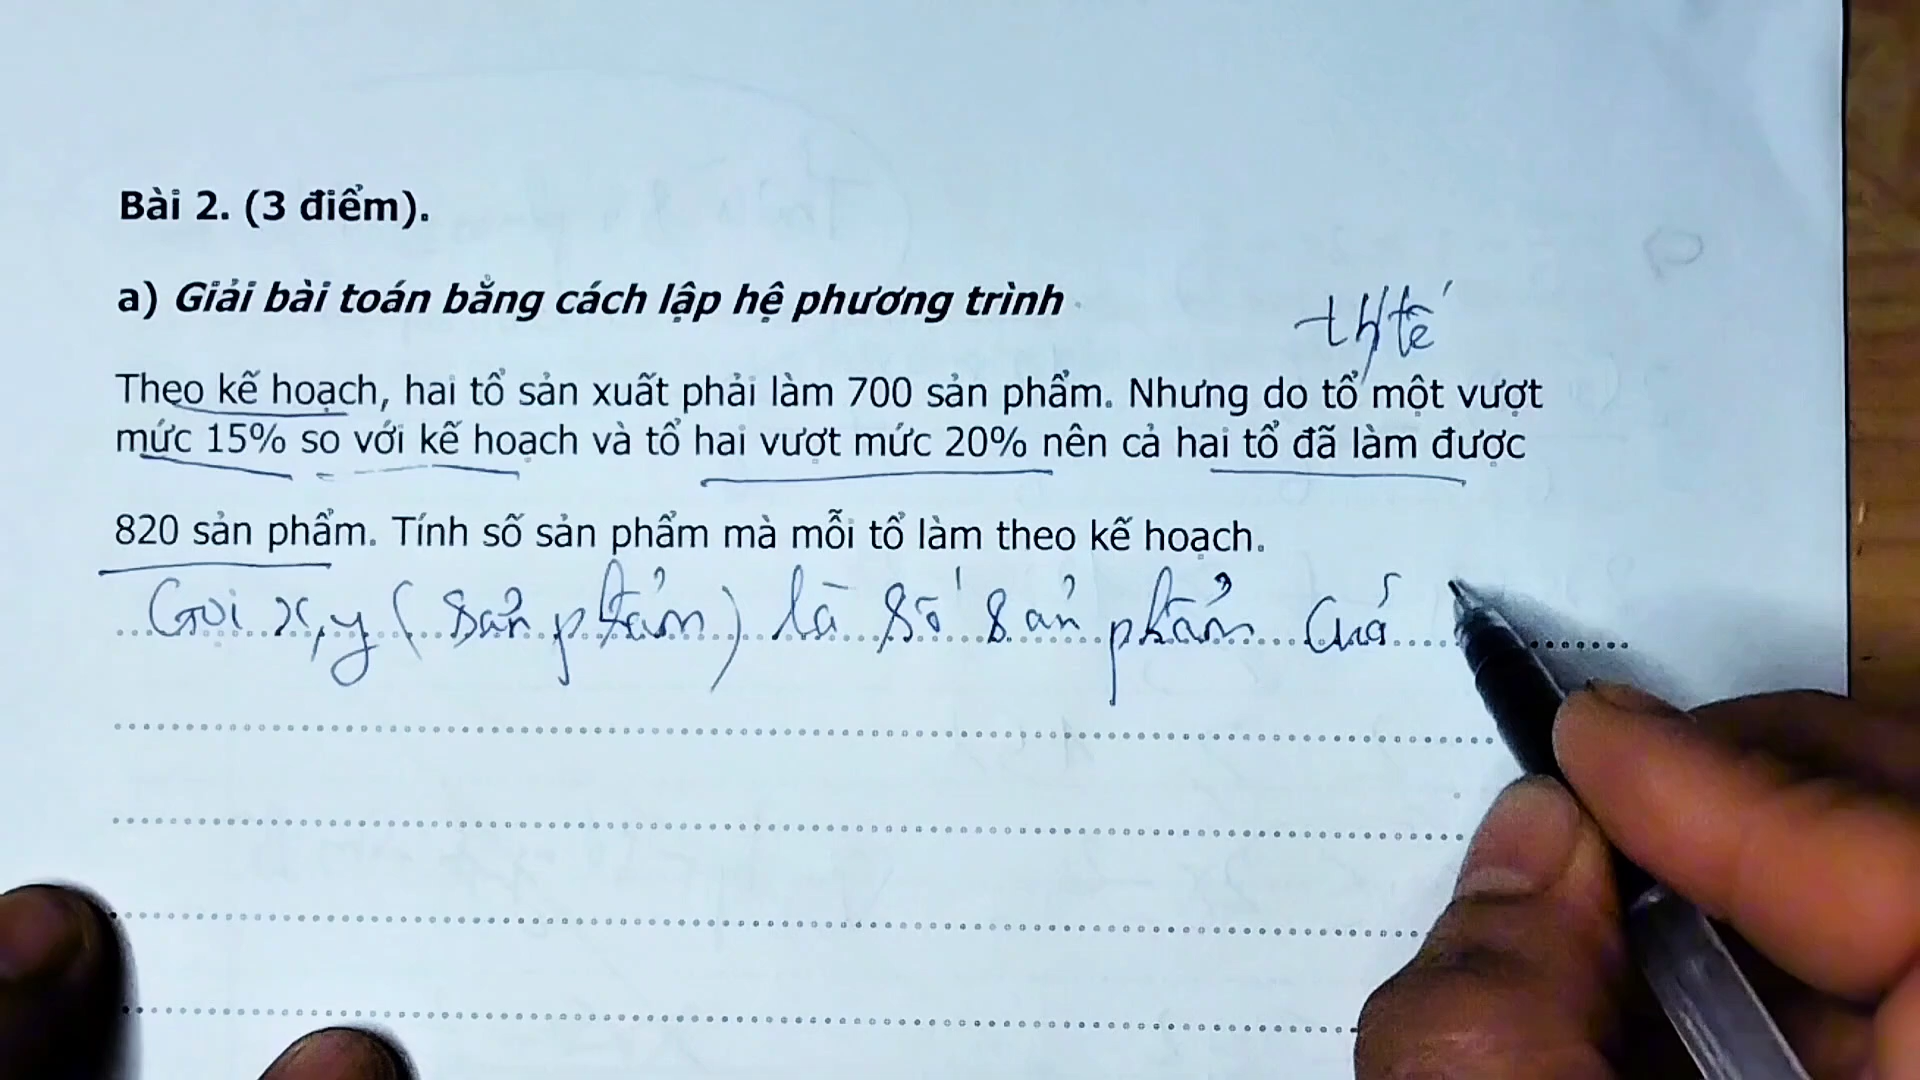 Bài 2. (3 điểm).
a) Giải bài toán bằng cách lập hệ phương trình
t/tế
Theo kế hoạch, hai tổ sản xuất phải làm 700 sản phẩm. Nhưng do tổ một vượt
mức 15% so với kế hoạch và tổ hai vượt mức 20% nên cả hai tổ đã làm được
820 sản phẩm. Tính số sản phẩm mà mỗi tổ làm theo kế hoạch.
Gọi x, y (sản phẩm) là số sản phẩm của